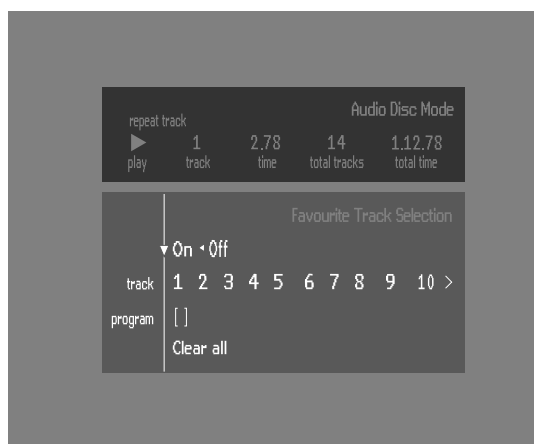 Audio Disc Mode
repeat track
1 2.78 14 1.12.78
play track time total tracks total time
Favourite Track Selection
On Off
track 1 2 3 4 5 6 7 8 9 10 >
program [ ]
Clear all